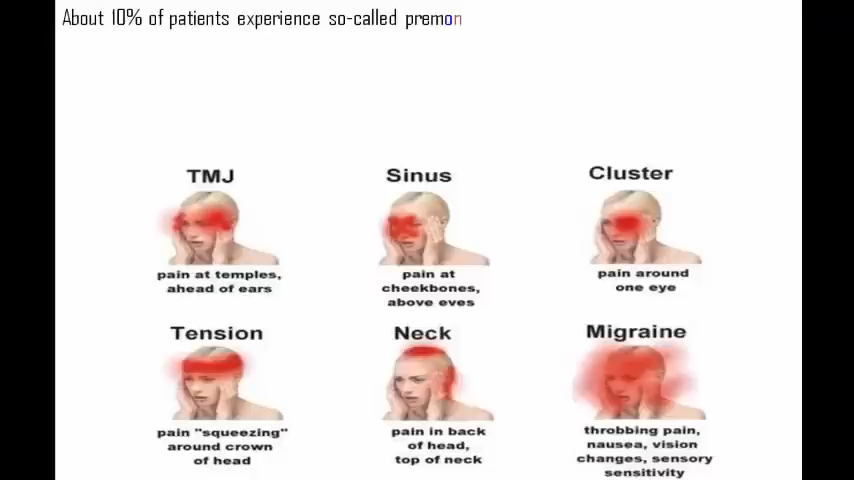 About 10% of patients experience so-called premon
TMJ
pain at temples,
ahead of ears
Sinus
pain at
cheekbones,
above eyes
Cluster
pain around
one eye
Tension
pain "squeezing"
around crown
of head
Neck
pain in back
of head,
top of neck
Migraine
throbbing pain,
nausea, vision
changes, sensory
sensitivity